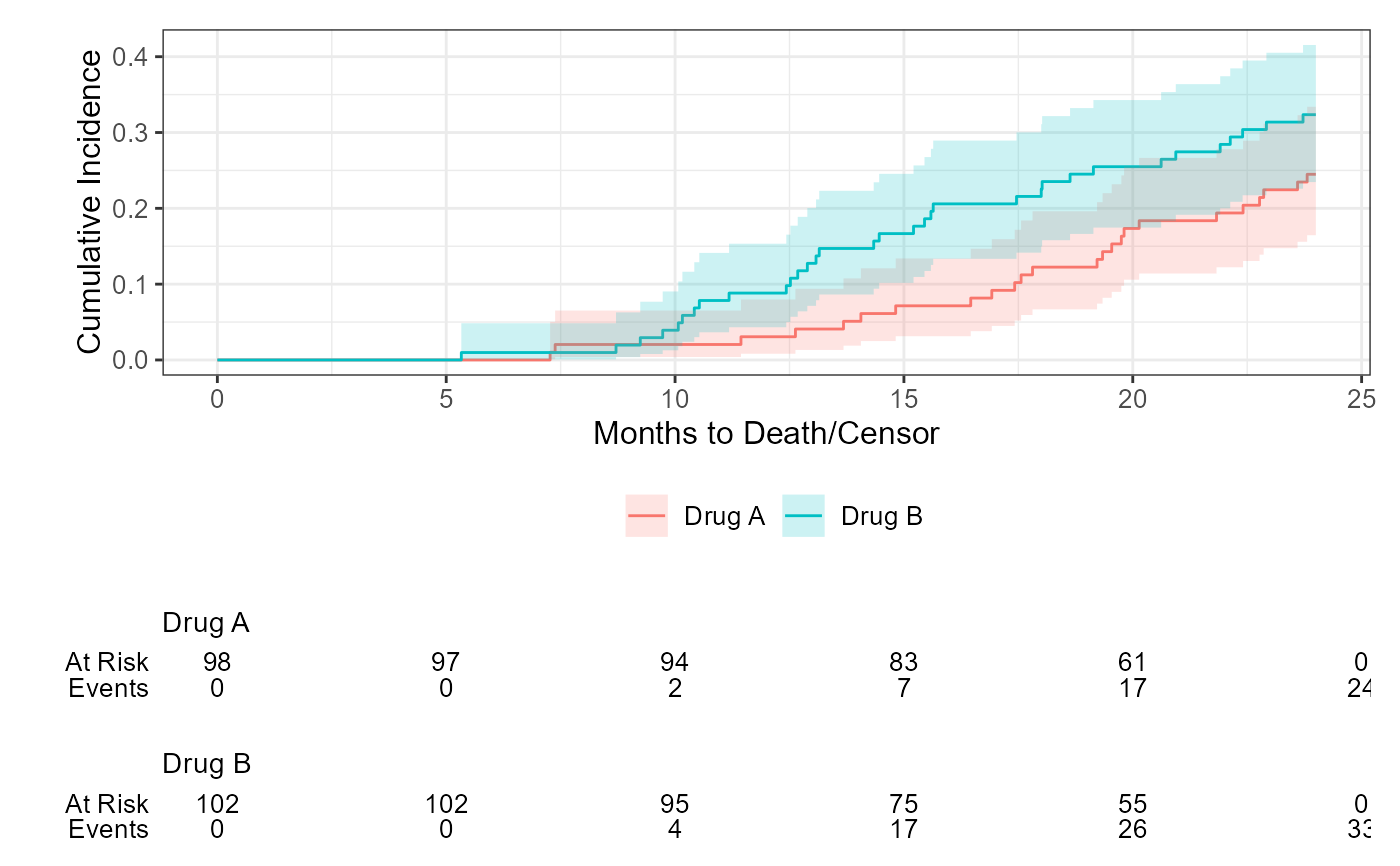 Cumulative Incidence
0.4
0.3
0.2
0.1
0.0
0 5 10 15 20 25
Months to Death/Censor
Drug A Drug B
Drug A
At Risk 98 97 94 83 61 0
Events 0 0 2 7 17 24
Drug B
At Risk 102 102 95 75 55 0
Events 0 0 4 17 26 33